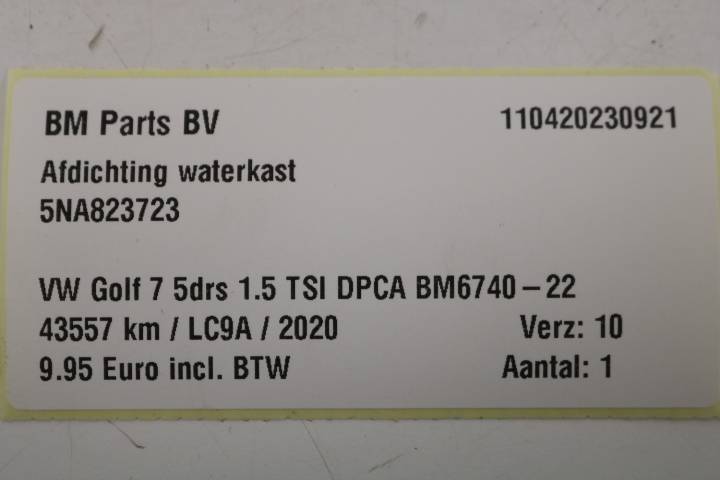 BM Parts BV 110420230921
Afdichting waterkast
5NA823723
VW Golf 7 5drs 1.5 TSI DPCA BM6740-22
43557 km / LC9A / 2020 Verz: 10
9.95 Euro incl. BTW Aantal: 1